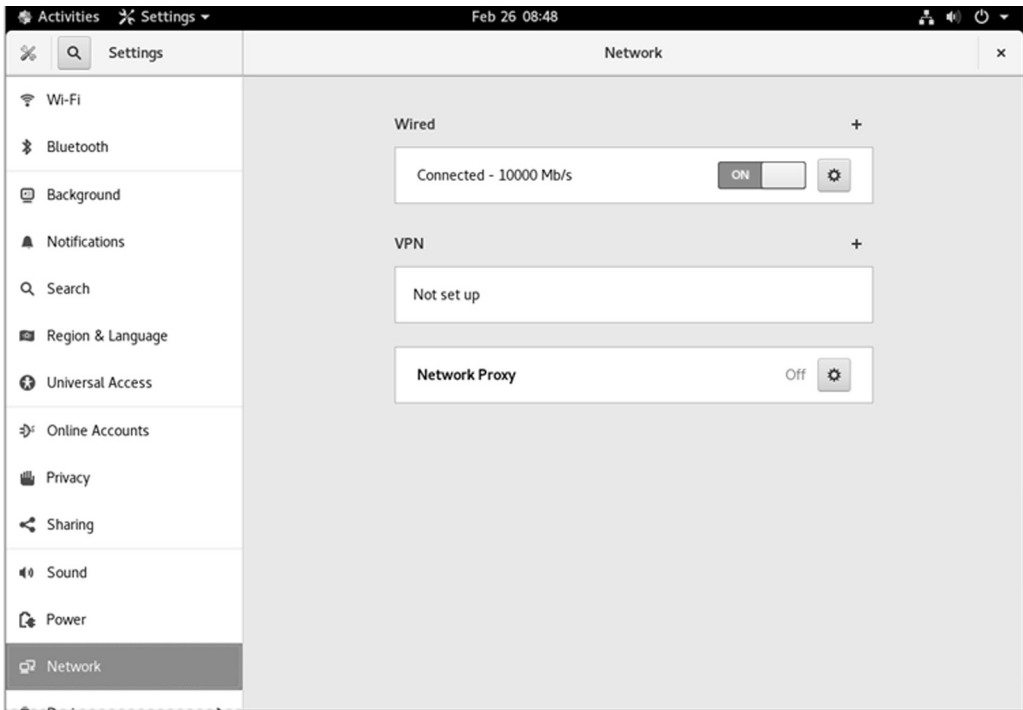 Activities Settings Feb 26 08:48
Settings
Network
Wi-Fi
Bluetooth
Background
Notifications
Search
Region & Language
Universal Access
Online Accounts
Privacy
Sharing
Sound
Power
Network
Wired
Connected - 10000 Mb/s ON
VPN
Not set up
Network Proxy Off